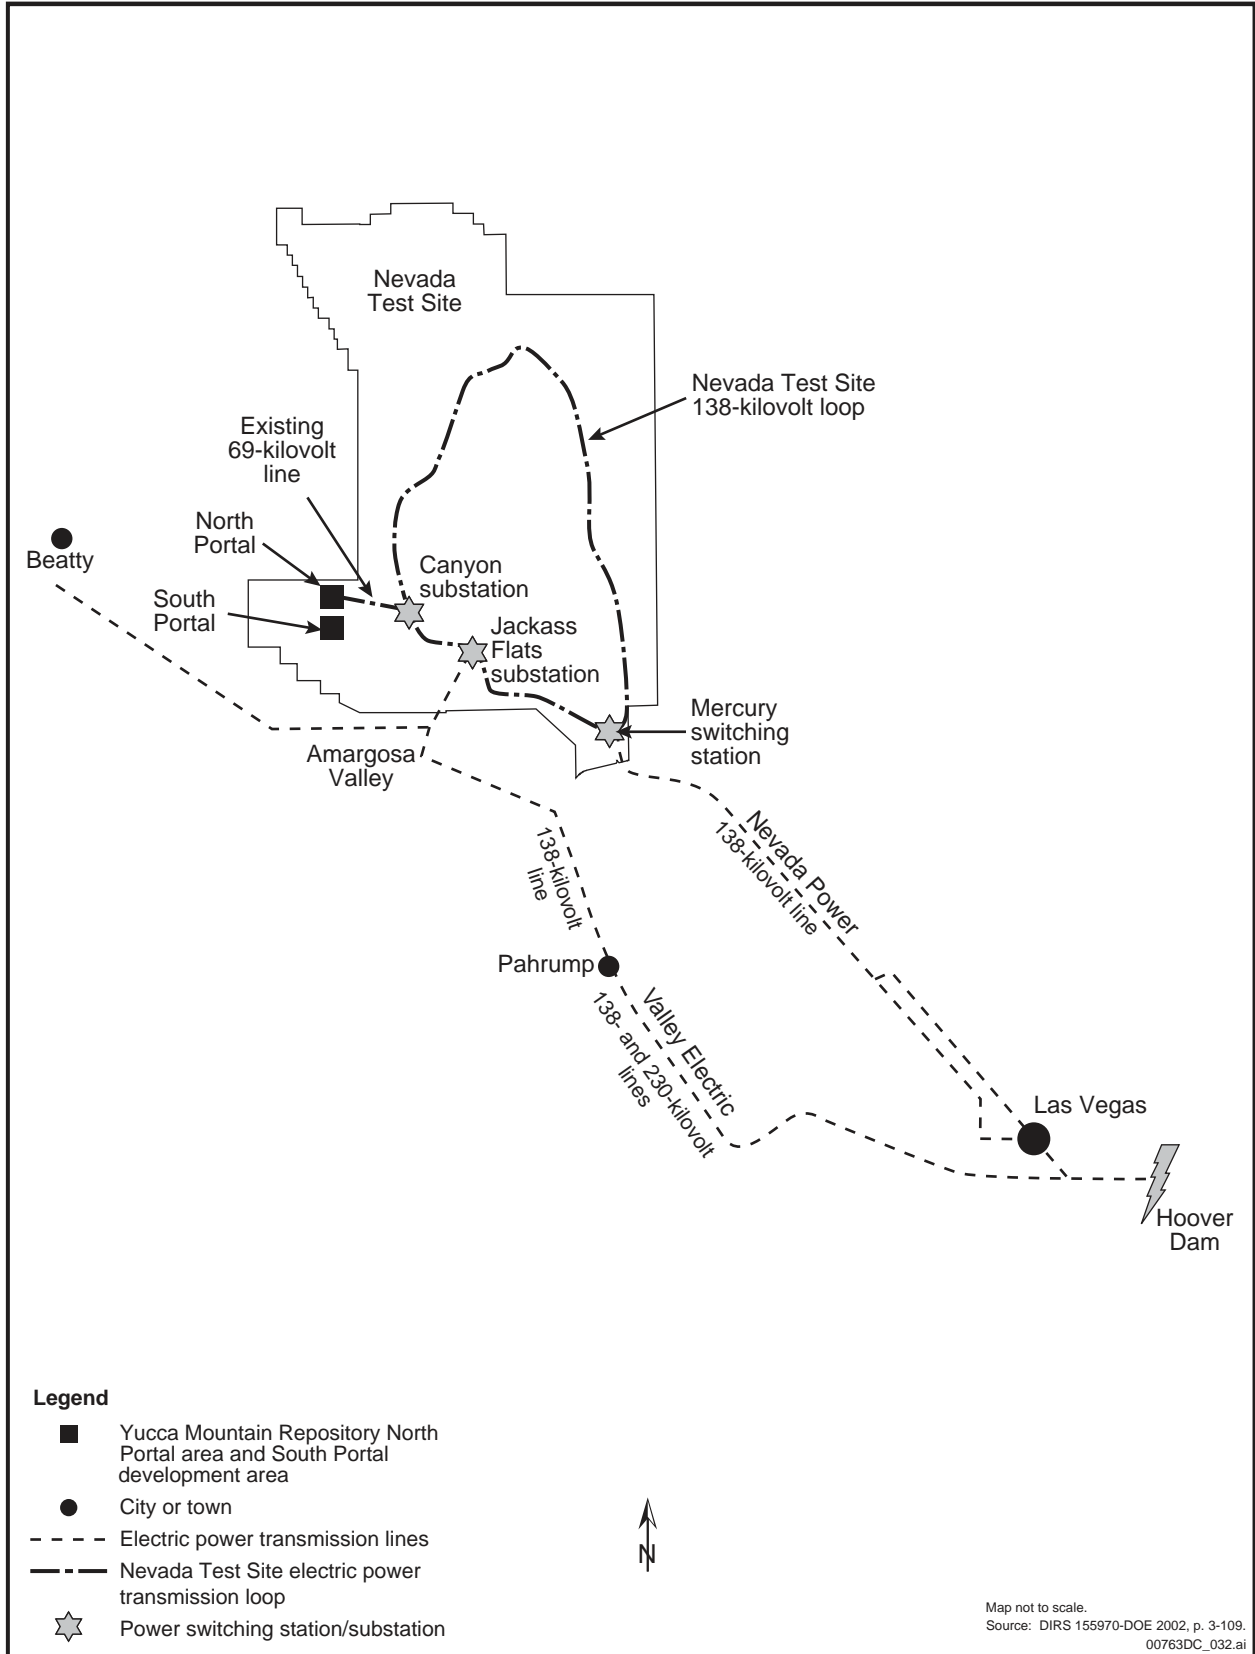 Nevada
Test Site
Nevada Test Site
138-kilovolt loop
Existing
69-kilovolt
line
North
Portal
Beatty
Canyon
substation
South
Portal
Jackass
Flats
substation
Mercury
switching
station
Amargosa
Valley
138-kilovolt
line
Nevada Power
138-kilovolt line
Pahrump
Valley Electric
138- and 230-kilovolt
lines
Las Vegas
Hoover
Dam
Legend
Yucca Mountain Repository North
Portal area and South Portal
development area
City or town
Electric power transmission lines
Nevada Test Site electric power
transmission loop
Power switching station/substation
N
Map not to scale.
Source: DIRS 155970-DOE 2002, p. 3-109.
00763DC_032.ai